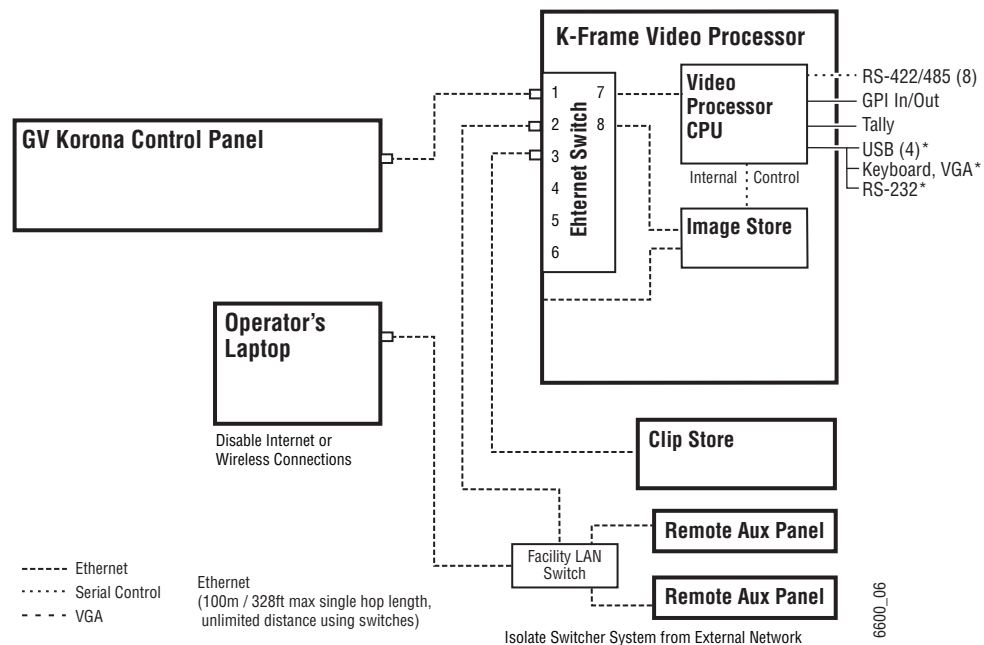 K-Frame Video Processor
GV Korona Control Panel
1
2
3
4
5
6
7
8
Ehternet Switch
Video
Processor
CPU
Internal
Control
Image Store
RS-422/485 (8)
GPI In/Out
Tally
USB (4)*
Keyboard, VGA*
RS-232*
Operator's
Laptop
Disable Internet or
Wireless Connections
Clip Store
Remote Aux Panel
Facility LAN
Switch
Remote Aux Panel
Ethernet
Serial Control
VGA
Ethernet
(100m / 328ft max single hop length,
unlimited distance using switches)
Isolate Switcher System from External Network
6600_06